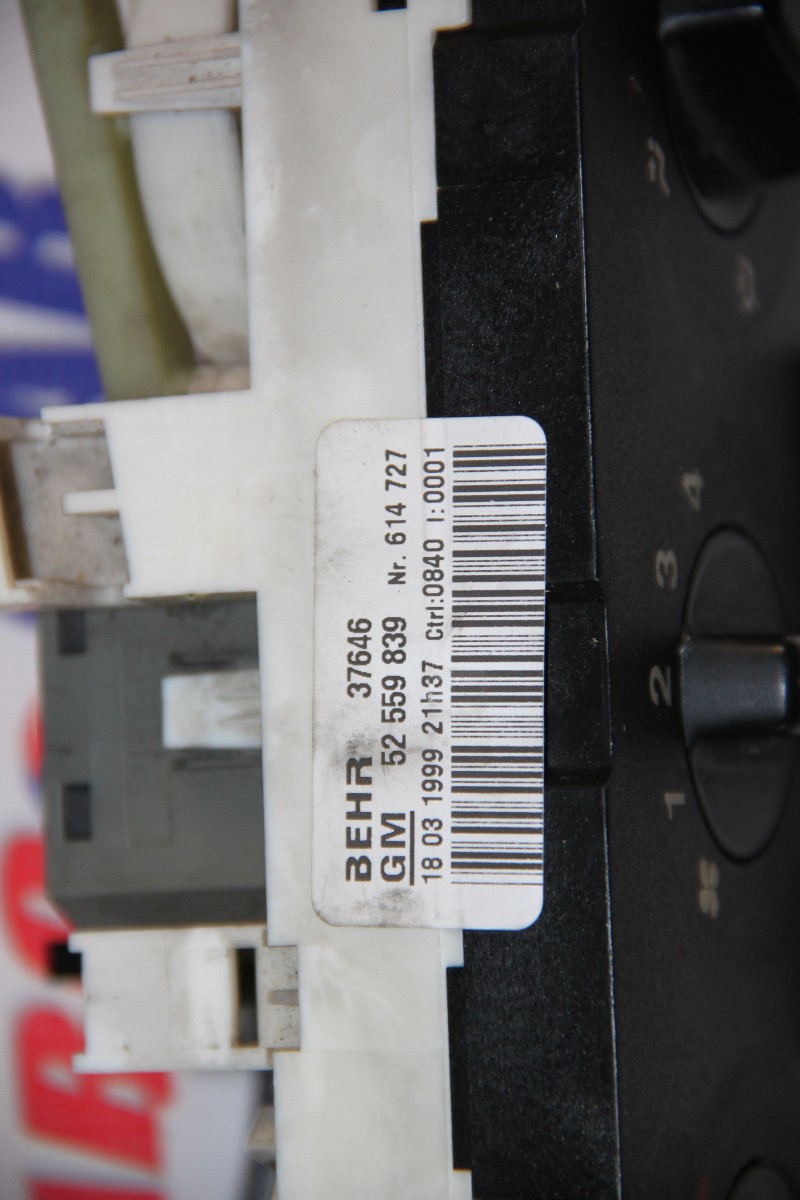 BEHR 37646
GM 52 559 839 Nr. 614 727
18 03 1999 21h37 Ctrl:0840 I:0001
1 2 3 4